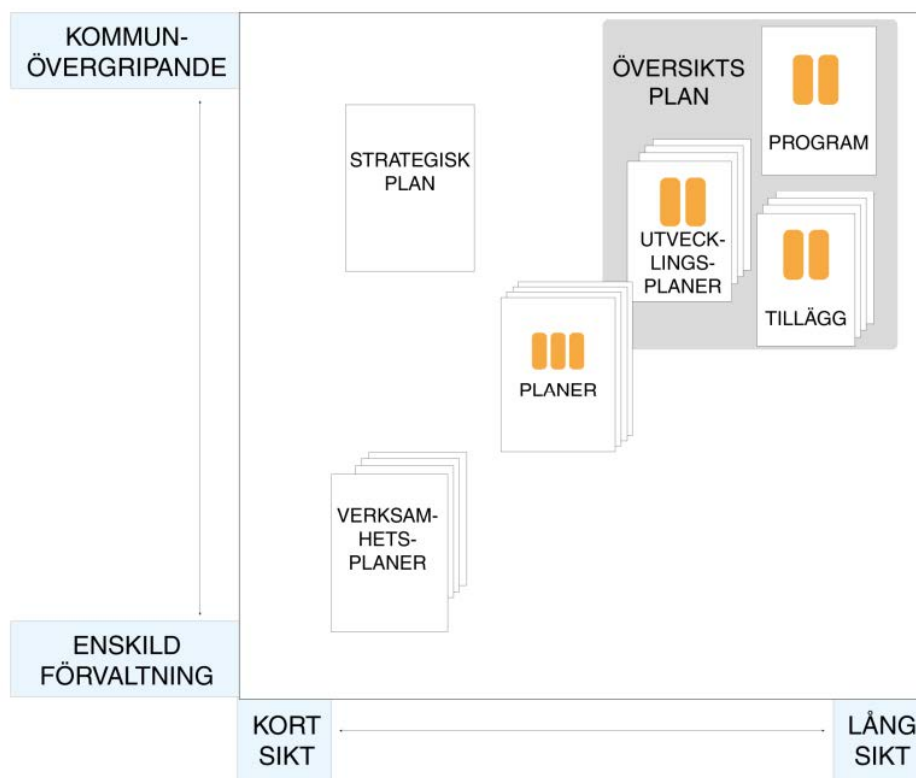 KOMMUN-
ÖVERGRIPANDE
ÖVERSIKTS
PLAN
PROGRAM
STRATEGISK
PLAN
UTVECK-
LINGS-
PLANER
TILLÄGG
PLANER
VERKSAM-
HETS-
PLANER
ENSKILD
FÖRVALTNING
KORT
SIKT
LÅNG
SIKT